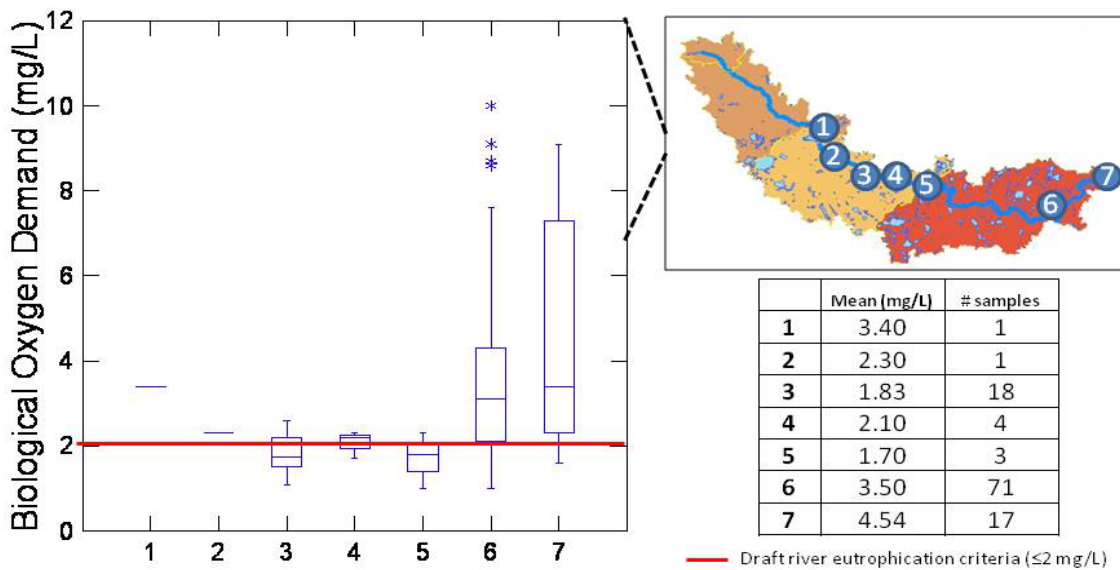 Biological Oxygen Demand (mg/L)
12
10
8
6
4
2
0
1 2 3 4 5 6 7
1
2
3
4
5
6
7
Mean (mg/L) # samples
1 3.40 1
2 2.30 1
3 1.83 18
4 2.10 4
5 1.70 3
6 3.50 71
7 4.54 17
Draft river eutrophication criteria (≤2 mg/L)